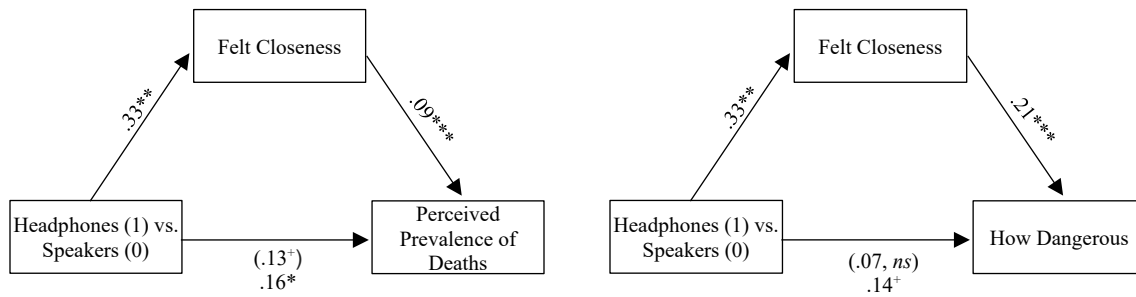 Felt Closeness
.33**
.09***
Headphones (1) vs.
Speakers (0)
(.13⁺)
.16*
Perceived
Prevalence of
Deaths
Felt Closeness
.33**
.21***
Headphones (1) vs.
Speakers (0)
(.07, ns)
.14⁺
How Dangerous